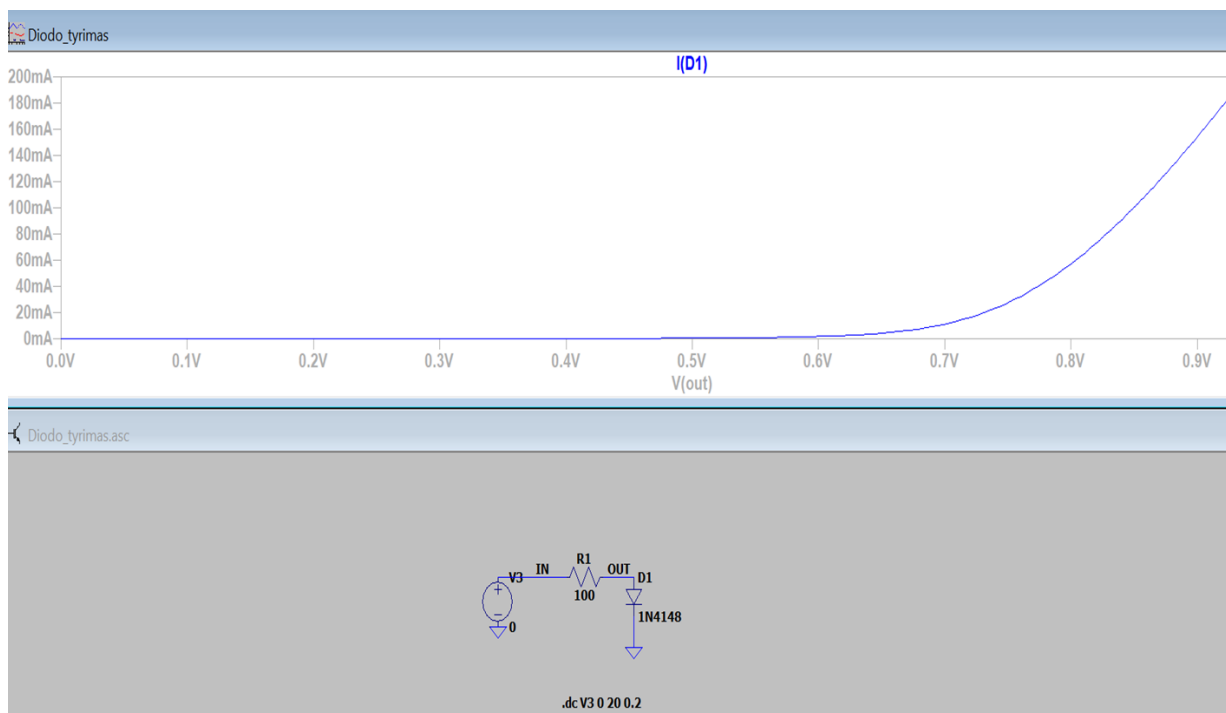 Diodo_tyrimas
I(D1)
200mA
180mA
160mA
140mA
120mA
100mA
80mA
60mA
40mA
20mA
0mA
0.0V 0.1V 0.2V 0.3V 0.4V 0.5V 0.6V 0.7V 0.8V 0.9V
V(out)
Diodo_tyrimas.asc
V3 IN R1 OUT D1
100
1N4148
0
.dc V3 0 20 0.2